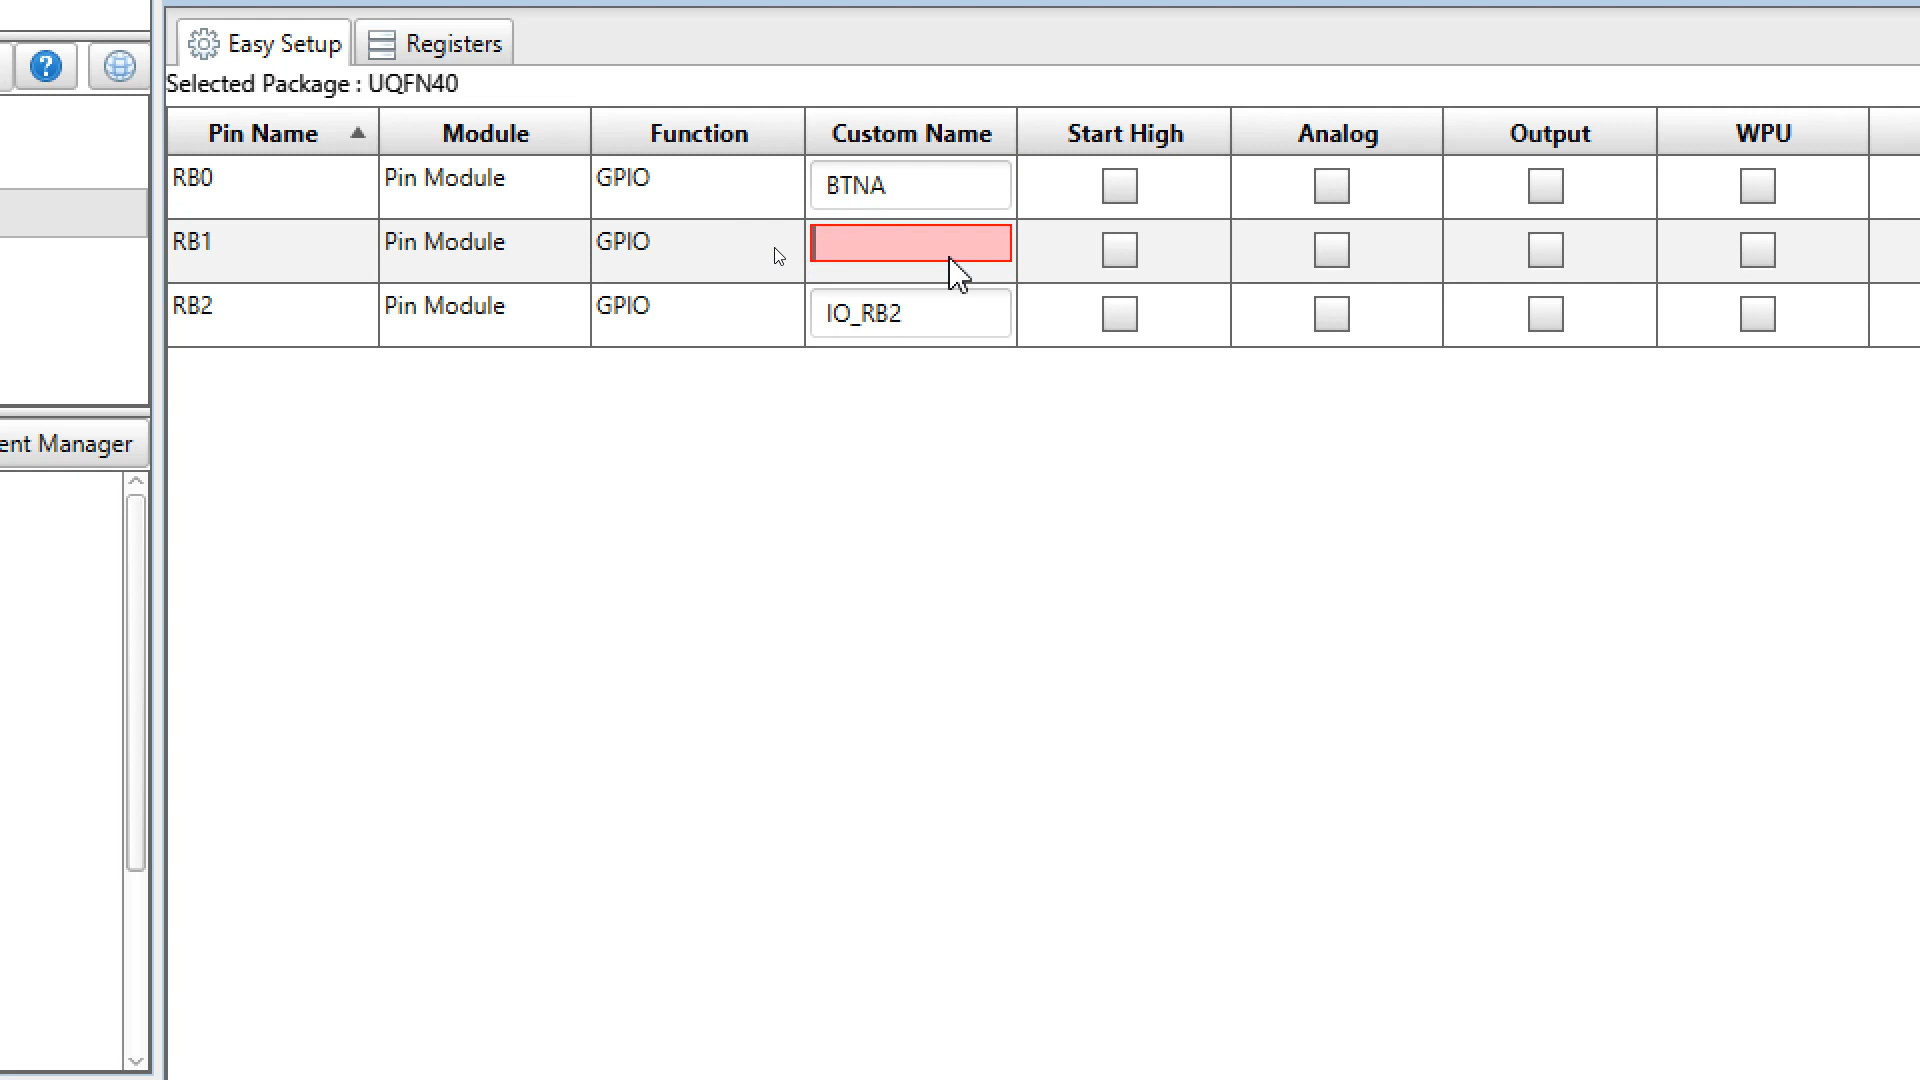 Easy Setup Registers
Selected Package : UQFN40
Pin Name Module Function Custom Name Start High Analog Output WPU
RB0 Pin Module GPIO BTNA
RB1 Pin Module GPIO
RB2 Pin Module GPIO IO_RB2
ent Manager